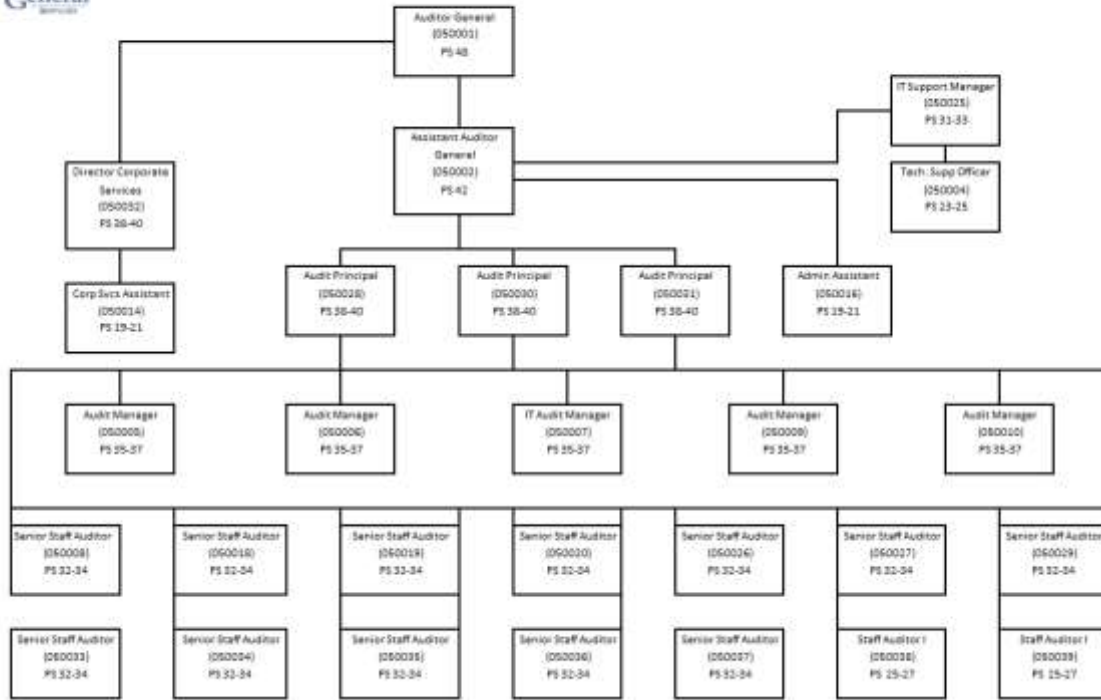 General
Auditor General
(050001)
PS 48
IT Support Manager
(050025)
PS 31-33
Assistant Auditor
General
(050002)
PS 42
Director Corporate
Services
(050032)
PS 38-40
Tech. Supp Officer
(050004)
PS 23-25
Corp Svcs Assistant
(050014)
PS 19-21
Audit Principal
(050028)
PS 38-40
Audit Principal
(050030)
PS 38-40
Audit Principal
(050031)
PS 38-40
Admin Assistant
(050016)
PS 19-21
Audit Manager
(050005)
PS 35-37
Audit Manager
(050006)
PS 35-37
IT Audit Manager
(050007)
PS 35-37
Audit Manager
(050009)
PS 35-37
Audit Manager
(050010)
PS 35-37
Senior Staff Auditor
(050008)
PS 32-34
Senior Staff Auditor
(050018)
PS 32-34
Senior Staff Auditor
(050019)
PS 32-34
Senior Staff Auditor
(050020)
PS 32-34
Senior Staff Auditor
(050026)
PS 32-34
Senior Staff Auditor
(050027)
PS 32-34
Senior Staff Auditor
(050029)
PS 32-34
Senior Staff Auditor
(050033)
PS 32-34
Senior Staff Auditor
(050034)
PS 32-34
Senior Staff Auditor
(050035)
PS 32-34
Senior Staff Auditor
(050036)
PS 32-34
Senior Staff Auditor
(050037)
PS 32-34
Staff Auditor I
(050038)
PS 25-27
Staff Auditor I
(050039)
PS 25-27